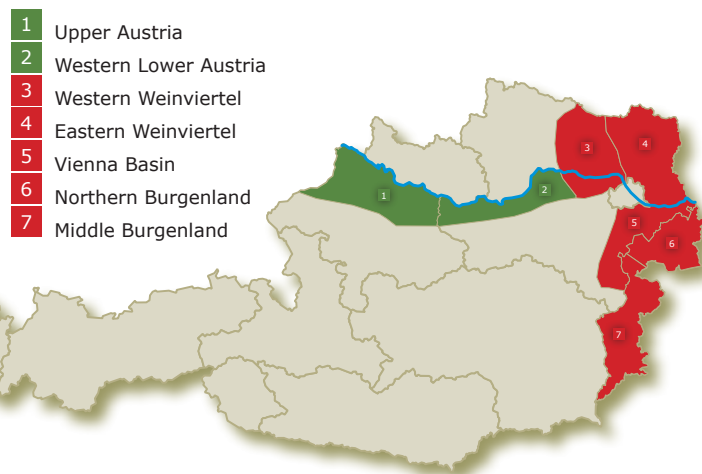 1 Upper Austria
2 Western Lower Austria
3 Western Weinviertel
4 Eastern Weinviertel
5 Vienna Basin
6 Northern Burgenland
7 Middle Burgenland
3
4
1
2
5
6
7